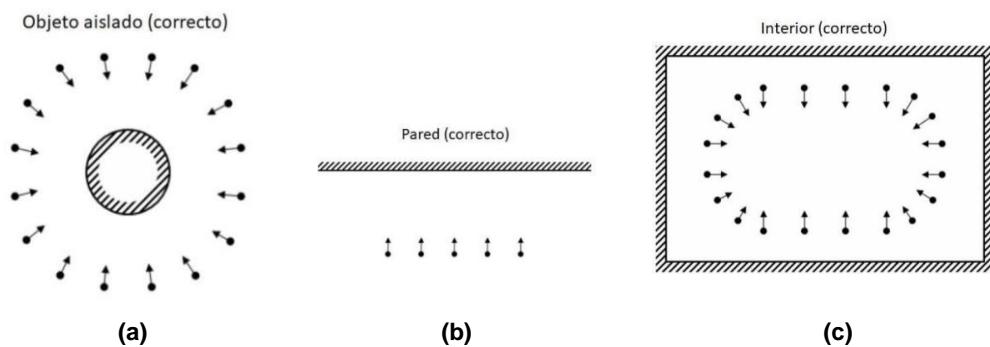 Objeto aislado (correcto)
Pared (correcto)
Interior (correcto)
(a)
(b)
(c)